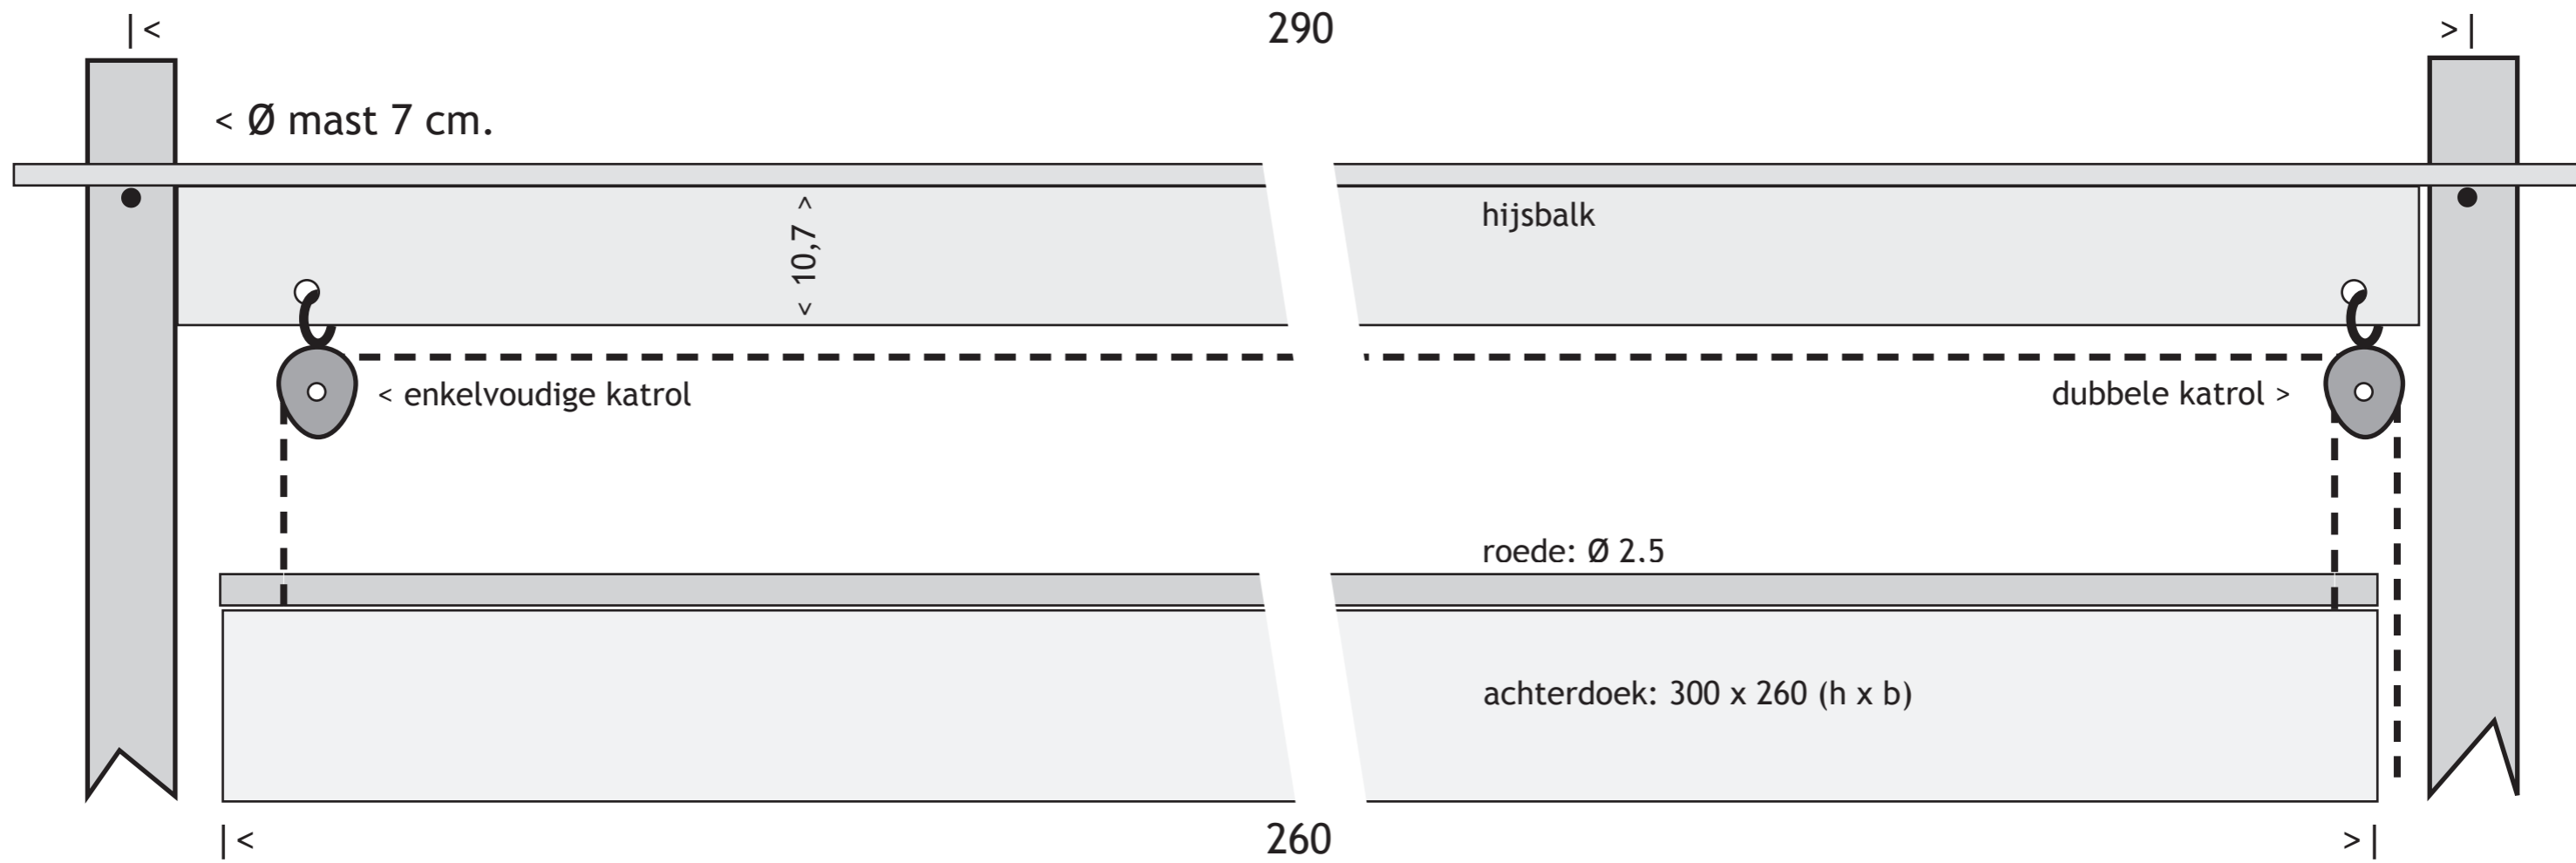 |< 290 >|
< Ø mast 7 cm.
< 10,7 >
hijsbalk
< enkelvoudige katrol
dubbele katrol >
roede: Ø 2.5
achterdoek: 300 x 260 (h x b)
|< 260 >|